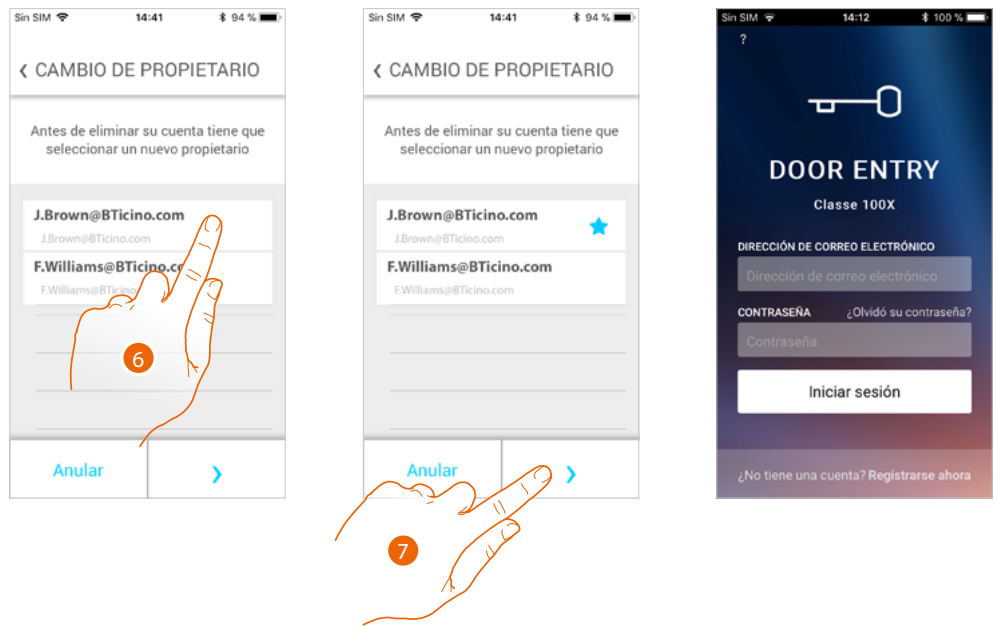 Sin SIM 14:41 94 %
CAMBIO DE PROPIETARIO
Antes de eliminar su cuenta tiene que
seleccionar un nuevo propietario
J.Brown@BTicino.com
J.Brown@BTicino.com
F.Williams@BTicino.co
F.Williams@BTicino
6
Anular
Sin SIM 14:41 94 %
CAMBIO DE PROPIETARIO
Antes de eliminar su cuenta tiene que
seleccionar un nuevo propietario
J.Brown@BTicino.com
J.Brown@BTicino.com
F.Williams@BTicino.com
F.Williams@BTicino.com
Anular
7
Sin SIM 14:12 100 %
?
DOOR ENTRY
Classe 100X
DIRECCIÓN DE CORREO ELECTRÓNICO
Dirección de correo electrónico
CONTRASEÑA ¿Olvidó su contraseña?
Contraseña
Iniciar sesión
¿No tiene una cuenta? Registrarse ahora